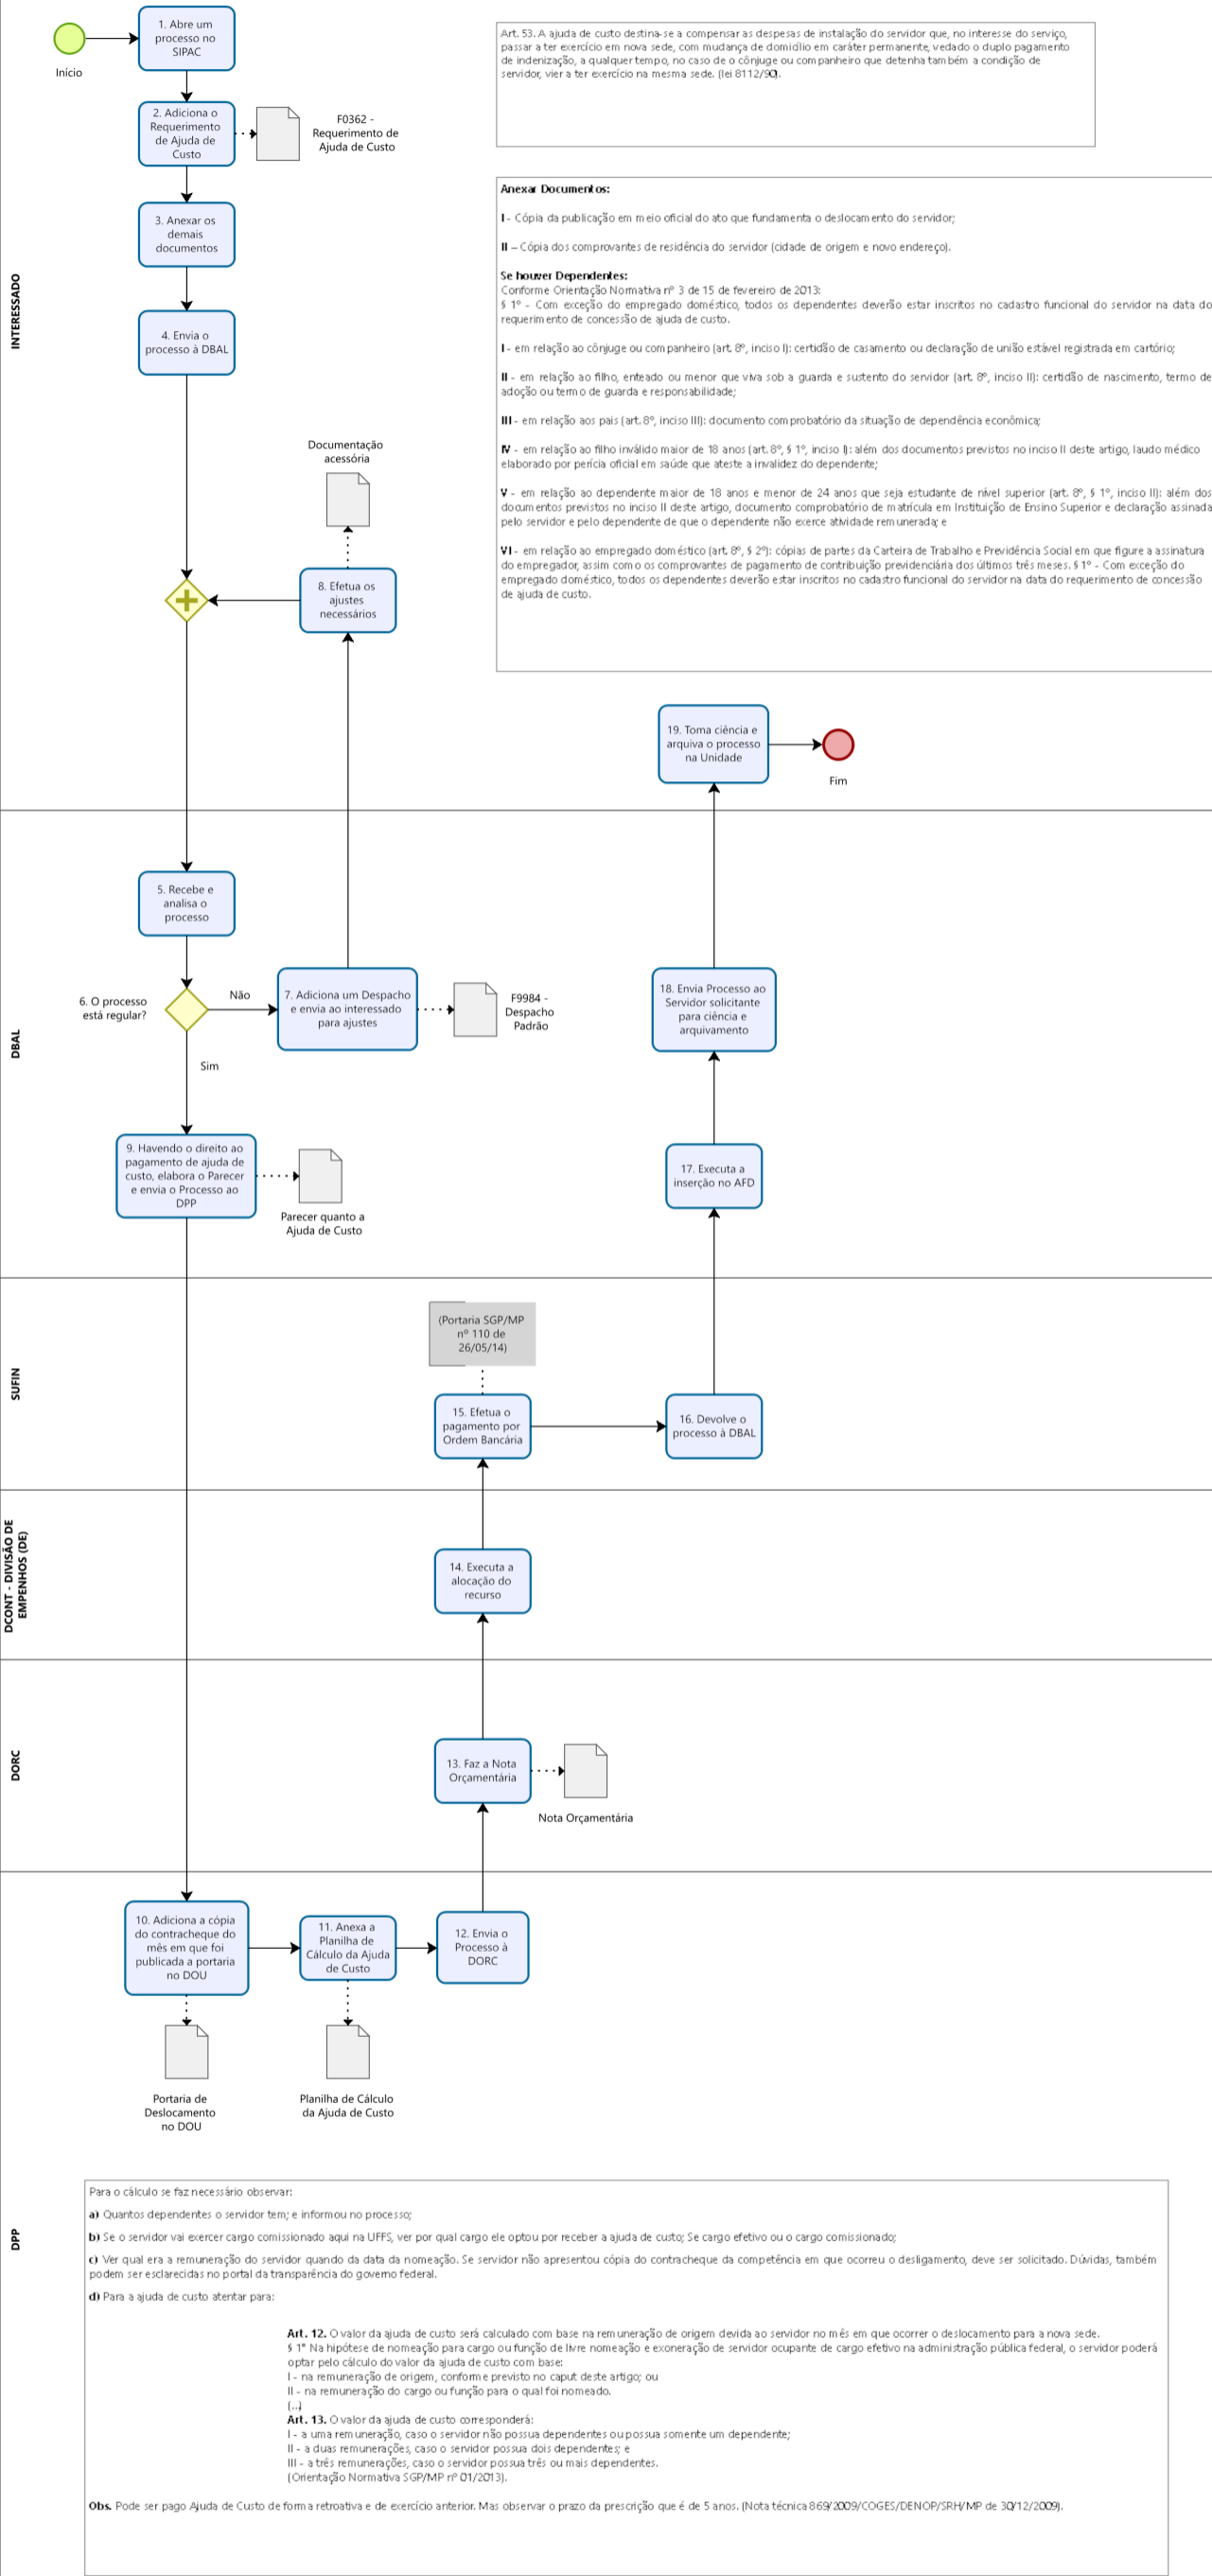 INTERESSADO
Início
1. Abre um
processo no
SIPAC
2. Adiciona o
Requerimento
de Ajuda de
Custo
F0362 -
Requerimento de
Ajuda de Custo
3. Anexar os
demais
documentos
4. Envia o
processo à DBAL
Art. 53. A ajuda de custo destina-se a compensar as despesas de instalação do servidor que, no interesse do serviço,
passar a ter exercício em nova sede, com mudança de domicílio em caráter permanente, vedado o duplo pagamento
de indenização, a qualquer tempo, no caso de o cônjuge ou companheiro que detenha também a condição de
servidor, vier a ter exercício na mesma sede. (lei 8112/90).
Anexar Documentos:
I - Cópia da publicação em meio oficial do ato que fundamenta o deslocamento do servidor;
II – Cópia dos comprovantes de residência do servidor (cidade de origem e novo endereço).
Se houver Dependentes:
Conforme Orientação Normativa nº 3 de 15 de fevereiro de 2013:
§ 1º - Com exceção do empregado doméstico, todos os dependentes deverão estar inscritos no cadastro funcional do servidor na data do
requerimento de concessão de ajuda de custo.
I - em relação ao cônjuge ou companheiro (art. 8º, inciso I): certidão de casamento ou declaração de união estável registrada em cartório;
II - em relação ao filho, enteado ou menor que viva sob a guarda e sustento do servidor (art. 8º, inciso II): certidão de nascimento, termo de
adoção ou termo de guarda e responsabilidade;
III - em relação aos pais (art. 8º, inciso III): documento comprobatório da situação de dependência econômica;
IV - em relação ao filho inválido maior de 18 anos (art. 8º, § 1º, inciso I): além dos documentos previstos no inciso II deste artigo, laudo médico
elaborado por perícia oficial em saúde que ateste a invalidez do dependente;
V - em relação ao dependente maior de 18 anos e menor de 24 anos que seja estudante de nível superior (art. 8º, § 1º, inciso II): além dos
documentos previstos no inciso II deste artigo, documento comprobatório de matrícula em Instituição de Ensino Superior e declaração assinada
pelo servidor e pelo dependente de que o dependente não exerce atividade remunerada; e
VI - em relação ao empregado doméstico (art. 8º, § 2º): cópias de partes da Carteira de Trabalho e Previdência Social em que figure a assinatura
do empregador, assim como os comprovantes de pagamento de contribuição previdenciária dos últimos três meses. § 1º - Com exceção do
empregado doméstico, todos os dependentes deverão estar inscritos no cadastro funcional do servidor na data do requerimento de concessão
de ajuda de custo.
Documentação
acessória
8. Efetua os
ajustes
necessários
19. Toma ciência e
arquiva o processo
na Unidade
Fim
DBAL
5. Recebe e
analisa o
processo
6. O processo
está regular?
Não
Sim
7. Adiciona um Despacho
e envia ao interessado
para ajustes
F9984 -
Despacho
Padrão
18. Envia Processo ao
Servidor solicitante
para ciência e
arquivamento
9. Havendo o direito ao
pagamento de ajuda de
custo, elabora o Parecer
e envia o Processo ao
DPP
Parecer quanto a
Ajuda de Custo
17. Executa a
inserção no AFD
SUFIN
(Portaria SGP/MP
nº 110 de
26/05/14)
15. Efetua o
pagamento por
Ordem Bancária
16. Devolve o
processo à DBAL
DCONT - DIVISÃO DE
EMPENHOS (DE)
14. Executa a
alocação do
recurso
DORC
13. Faz a Nota
Orçamentária
Nota Orçamentária
DPP
10. Adiciona a cópia
do contracheque do
mês em que foi
publicada a portaria
no DOU
11. Anexa a
Planilha de
Cálculo da Ajuda
de Custo
12. Envia o
Processo à
DORC
Portaria de
Deslocamento
no DOU
Planilha de Cálculo
da Ajuda de Custo
Para o cálculo se faz necessário observar:
a) Quantos dependentes o servidor tem; e informou no processo;
b) Se o servidor vai exercer cargo comissionado aqui na UFFS, ver por qual cargo ele optou por receber a ajuda de custo; Se cargo efetivo ou o cargo comissionado;
c) Ver qual era a remuneração do servidor quando da data da nomeação. Se servidor não apresentou cópia do contracheque da competência em que ocorreu o desligamento, deve ser solicitado. Dúvidas, também
podem ser esclarecidas no portal da transparência do governo federal.
d) Para a ajuda de custo atentar para:
Art. 12. O valor da ajuda de custo será calculado com base na remuneração de origem devida ao servidor no mês em que ocorrer o deslocamento para a nova sede.
§ 1° Na hipótese de nomeação para cargo ou função de livre nomeação e exoneração de servidor ocupante de cargo efetivo na administração pública federal, o servidor poderá
optar pelo cálculo do valor da ajuda de custo com base:
I - na remuneração de origem, conforme previsto no caput deste artigo; ou
II - na remuneração do cargo ou função para o qual foi nomeado.
(...)
Art. 13. O valor da ajuda de custo corresponderá:
I - a uma remuneração, caso o servidor não possua dependentes ou possua somente um dependente;
II - a duas remunerações, caso o servidor possua dois dependentes; e
III - a três remunerações, caso o servidor possua três ou mais dependentes.
(Orientação Normativa SGP/MP nº 01/2013).
Obs. Pode ser pago Ajuda de Custo de forma retroativa e de exercício anterior. Mas observar o prazo da prescrição que é de 5 anos. (Nota técnica 869/2009/COGES/DENOP/SRH/MP de 30/12/2009).